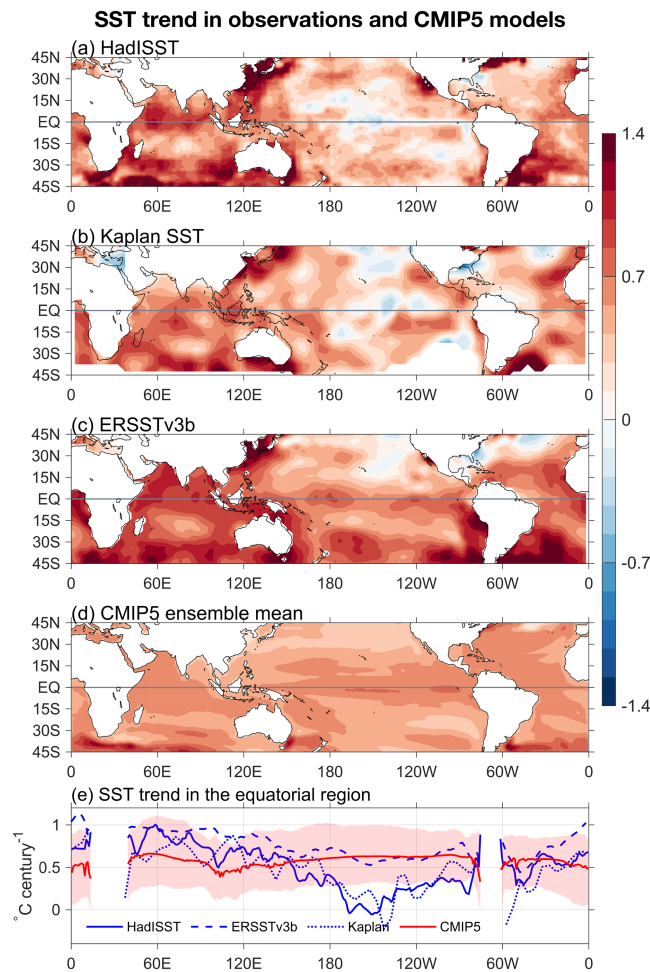 SST trend in observations and CMIP5 models
(a) HadISST
45N
30N
15N
EQ
15S
30S
45S
60E 120E 180 120W 60W 0
(b) Kaplan SST
45N
30N
15N
EQ
15S
30S
45S
0 60E 120E 180 120W 60W 0
(c) ERSSTv3b
45N
30N
15N
EQ
15S
30S
45S
0 60E 120E 180 120W 60W 0
(d) CMIP5 ensemble mean
45N
30N
15N
EQ
15S
30S
45S
0 60E 120E 180 120W 60W 0
1.4
0.7
0
-0.7
-1.4
(e) SST trend in the equatorial region
1
0.5
0
°C century⁻¹
HadISST ERSSTv3b Kaplan CMIP5
0 60E 120E 180 120W 60W 0